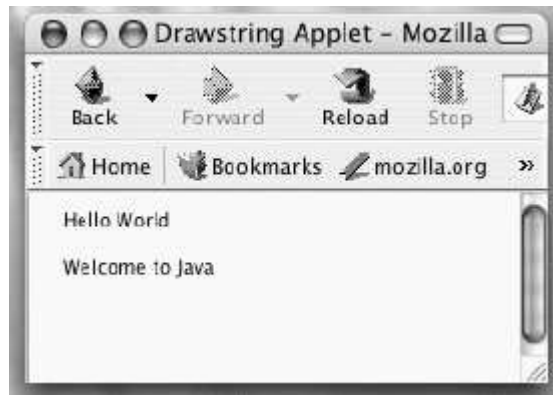 Drawstring Applet – Mozilla
Back Forward Reload Stop
Home Bookmarks mozilla.org »
Hello World
Welcome to Java